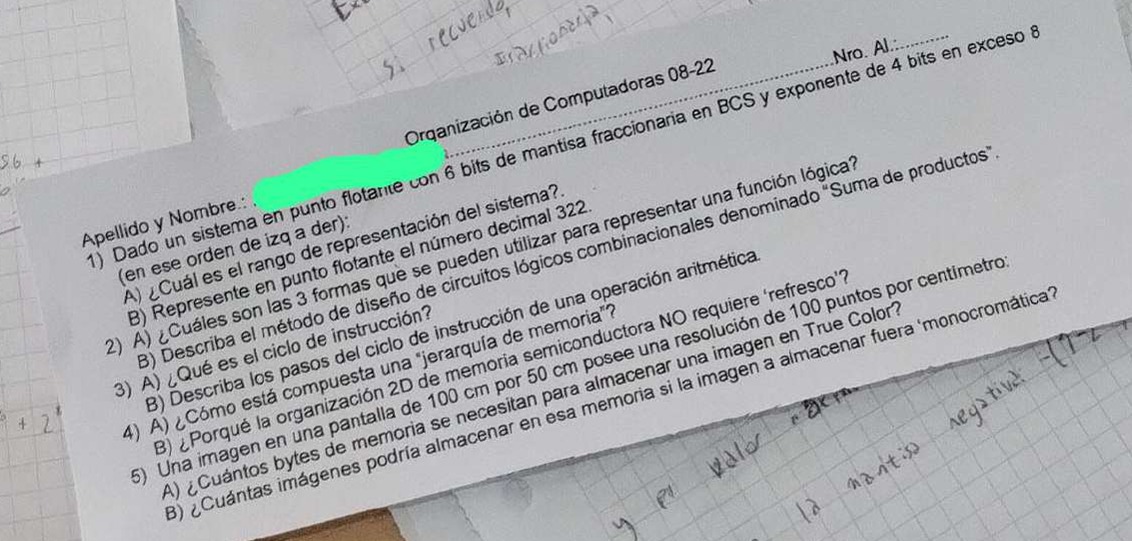 Si recuerdo,
Organización de Computadoras 08-22
Apellido y Nombre.: Nro. Al.:
1) Dado un sistema en punto flotante con 6 bits de mantisa fraccionaria en BCS y exponente de 4 bits en exceso 8
(en ese orden de izq a der):
A) ¿Cuál es el rango de representación del sistema?.
B) Represente en punto flotante el número decimal 322.
2) A) ¿Cuáles son las 3 formas que se pueden utilizar para representar una función lógica?
B) Describa el método de diseño de circuitos lógicos combinacionales denominado "Suma de productos".
3) A) ¿Qué es el ciclo de instrucción?
B) Describa los pasos del ciclo de instrucción de una operación aritmética.
4) A) ¿Cómo está compuesta una "jerarquía de memoria"?
B) ¿Porqué la organización 2D de memoria semiconductora NO requiere 'refresco'?
5) Una imagen en una pantalla de 100 cm por 50 cm posee una resolución de 100 puntos por centímetro:
A) ¿Cuántos bytes de memoria se necesitan para almacenar una imagen en True Color?
B) ¿Cuántas imágenes podría almacenar en esa memoria si la imagen a almacenar fuera 'monocromática?
y el valor
la mantisa negativa